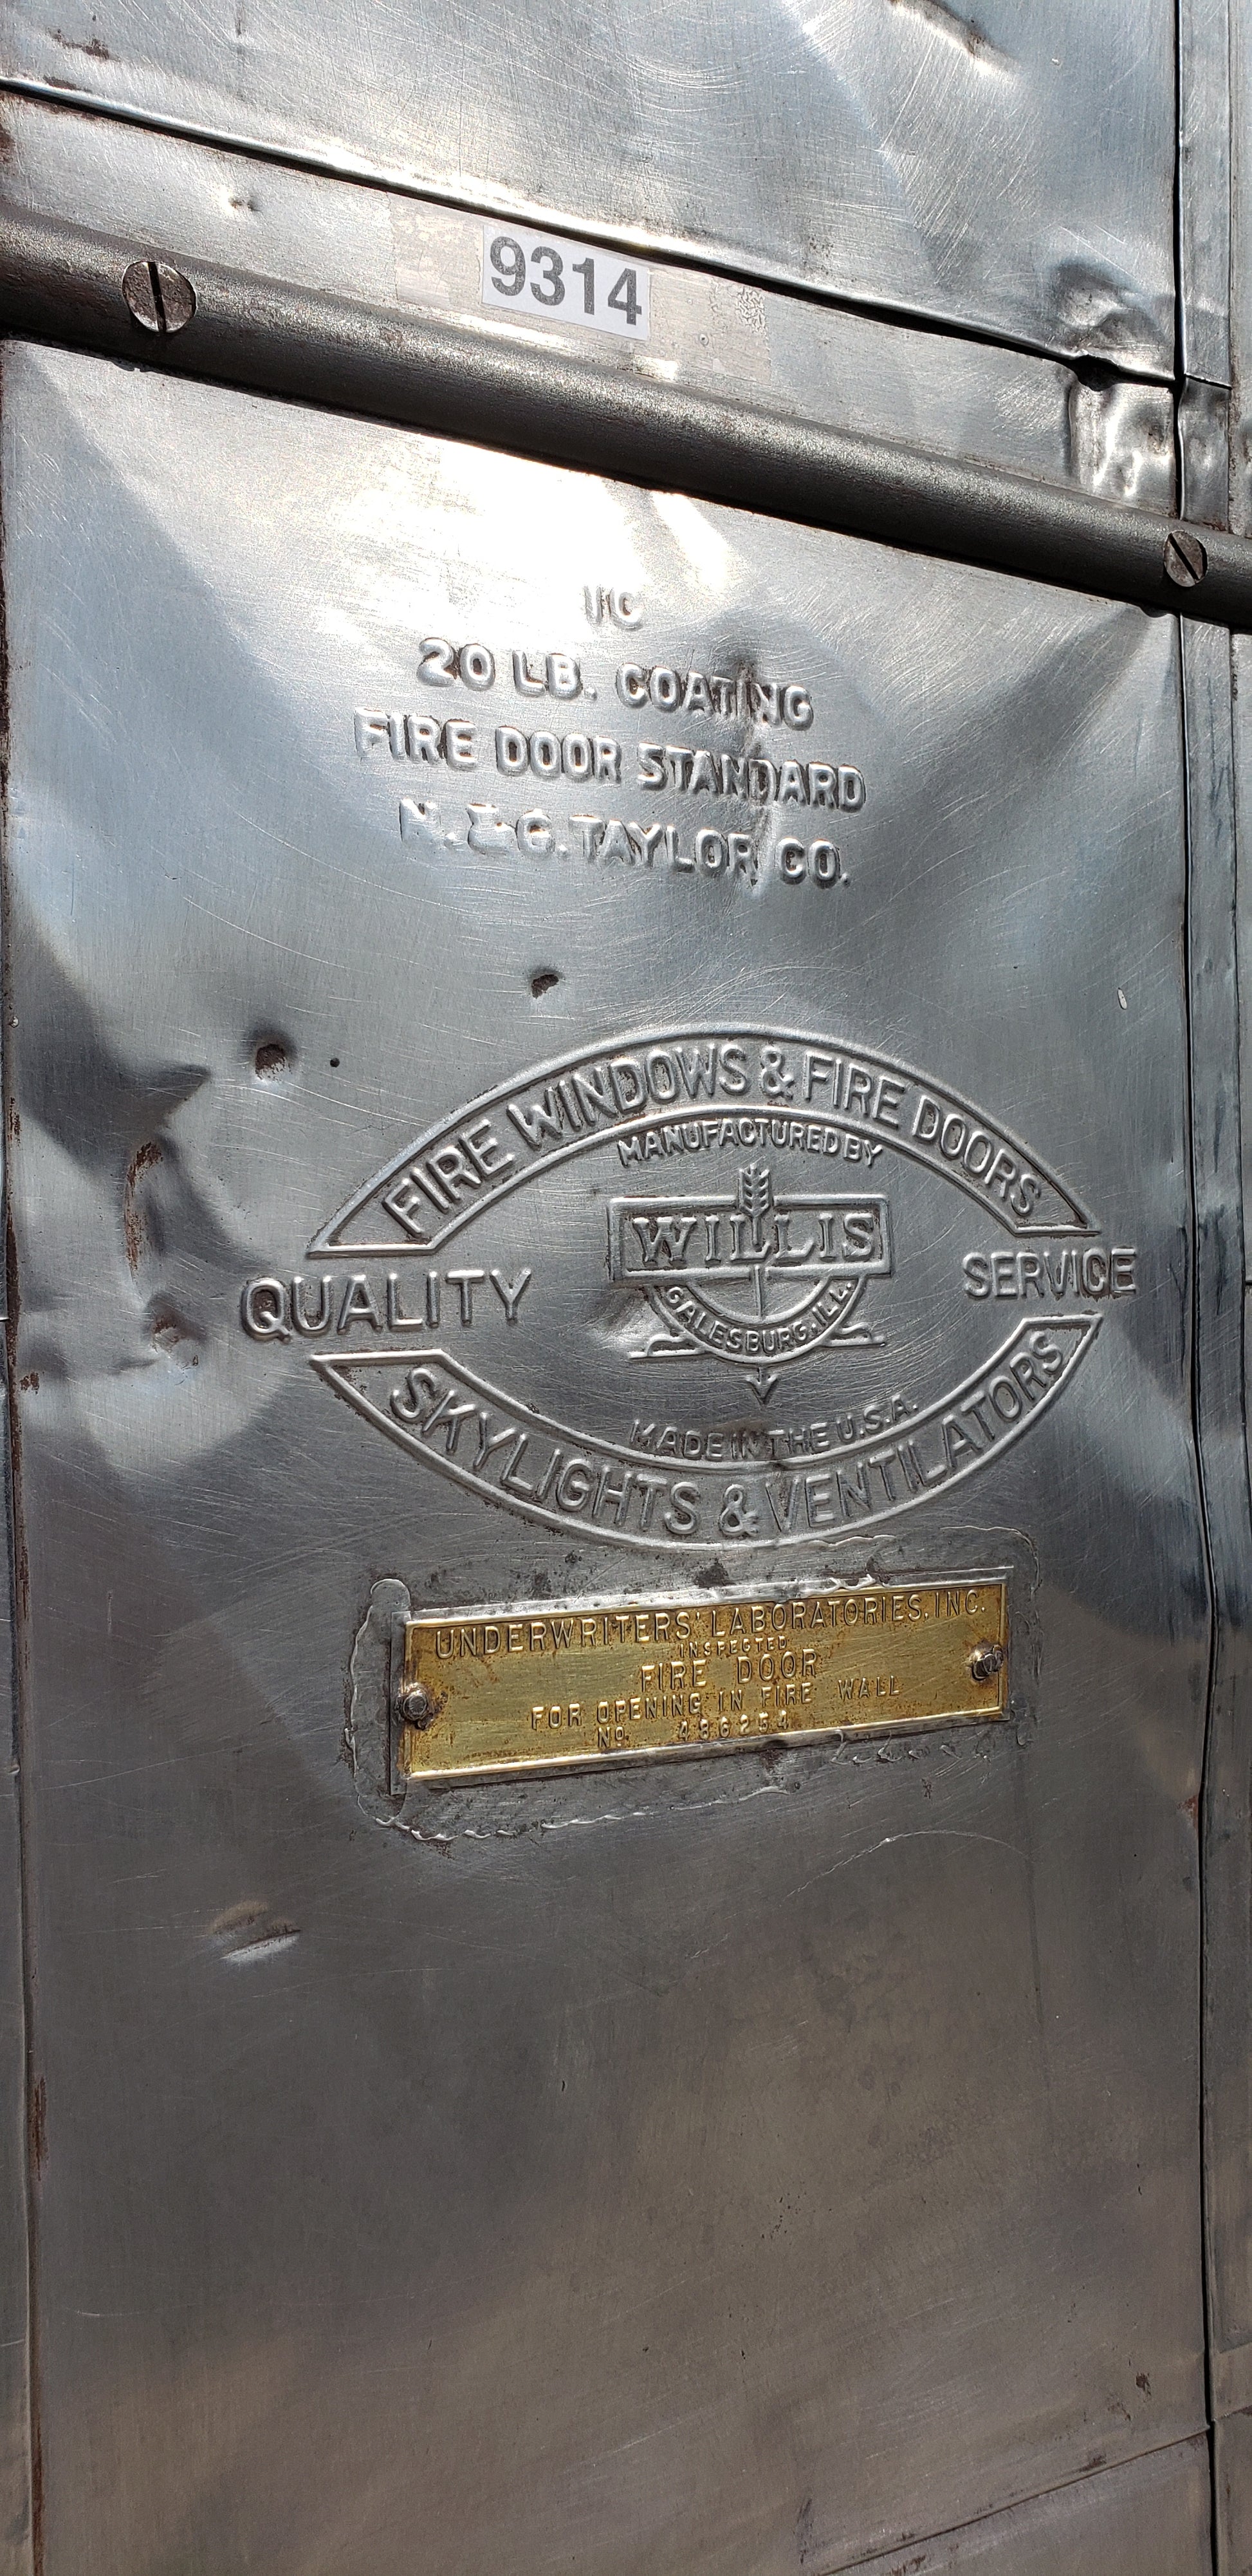 9314
20 LB. COATING
FIRE DOOR STANDARD
N. & G. TAYLOR CO.
FIRE WINDOWS & FIRE DOORS
MANUFACTURED BY
WILLIS
GALESBURG, ILL.
QUALITY
SERVICE
MADE IN THE U.S.A.
SKYLIGHTS & VENTILATORS
UNDERWRITERS' LABORATORIES, INC.
INSPECTED
FIRE DOOR
FOR OPENING IN FIRE WALL
NO.